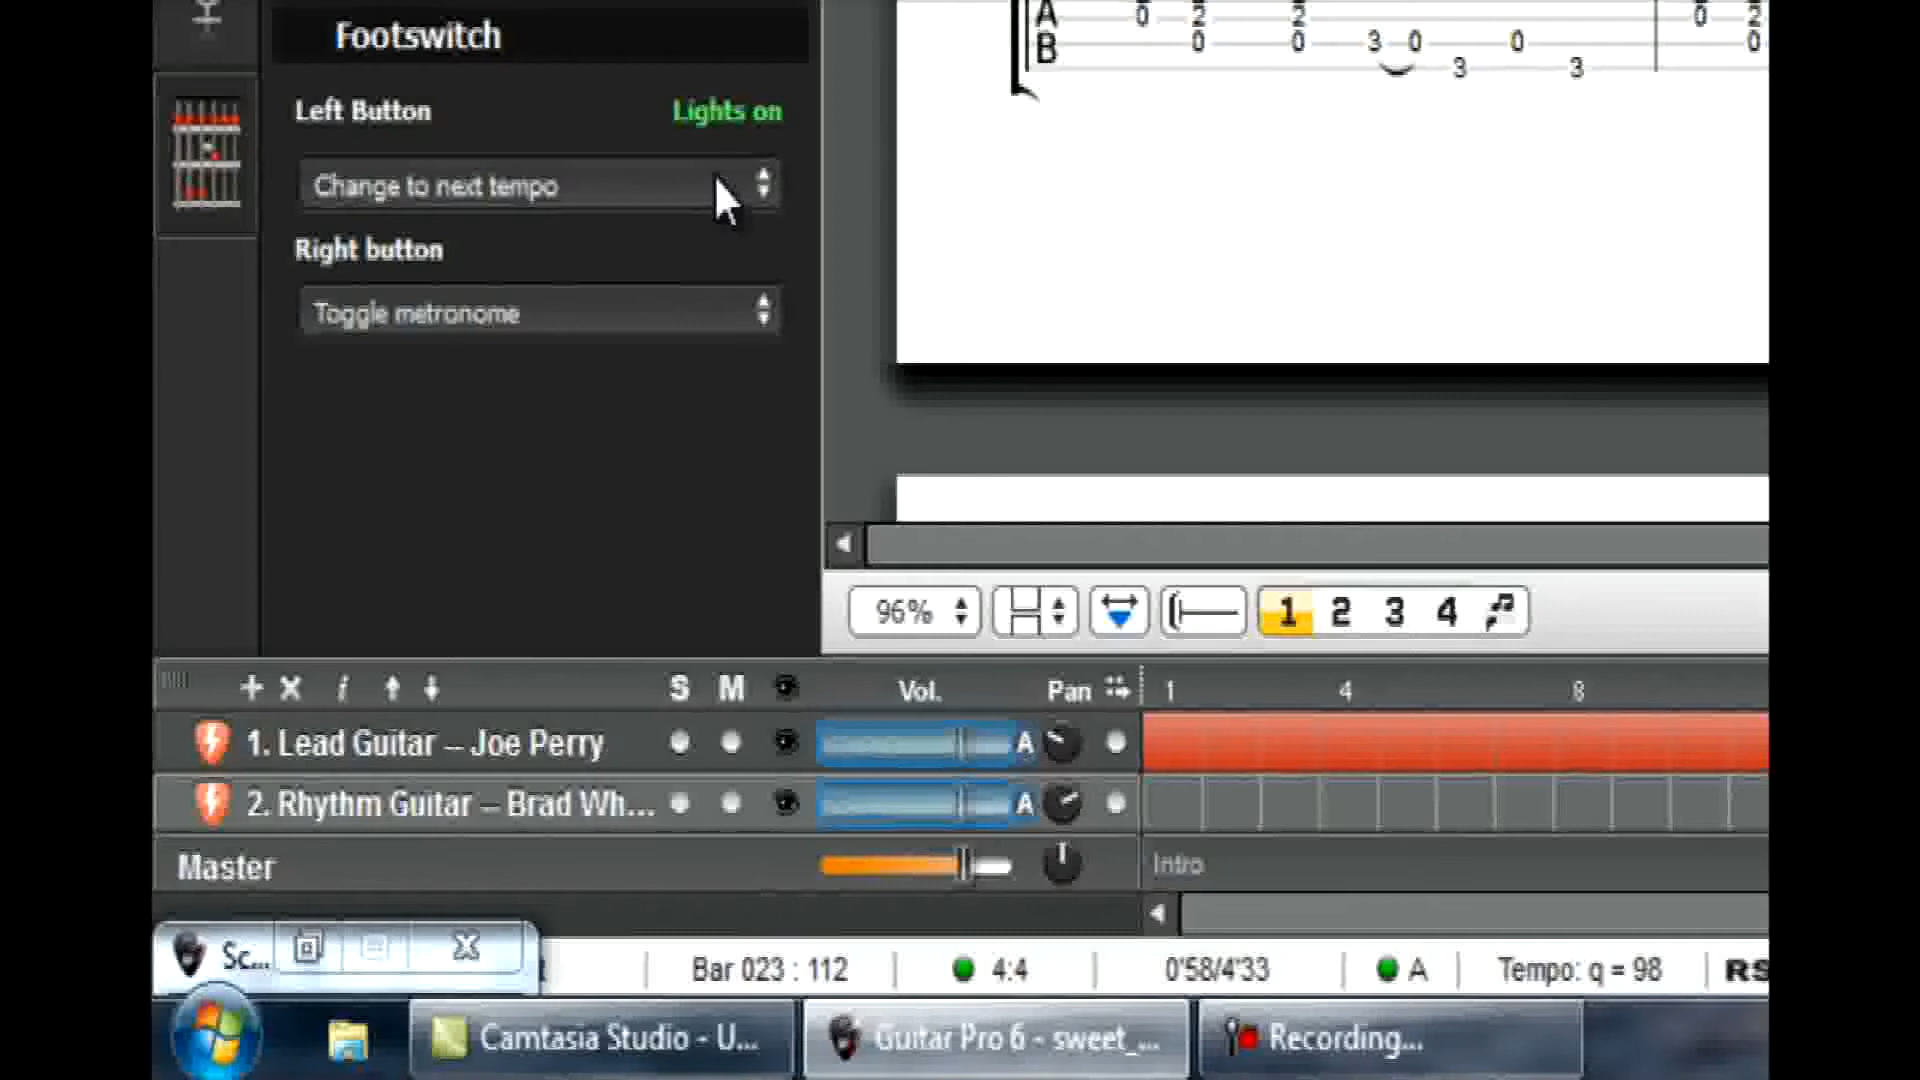 Footswitch
Left Button Lights on
Change to next tempo
Right button
Toggle metronome
A
B
0 2 2 0 2
0 0 3 0 0 0
3 3
96% 1 2 3 4
S M Vol. Pan 1 4 8
1. Lead Guitar – Joe Perry A
2. Rhythm Guitar – Brad Wh... A
Master Intro
Sc... Bar 023 : 112 4:4 0'58/4'33 A Tempo: q = 98 RS
Camtasia Studio - U... Guitar Pro 6 - sweet_... Recording...